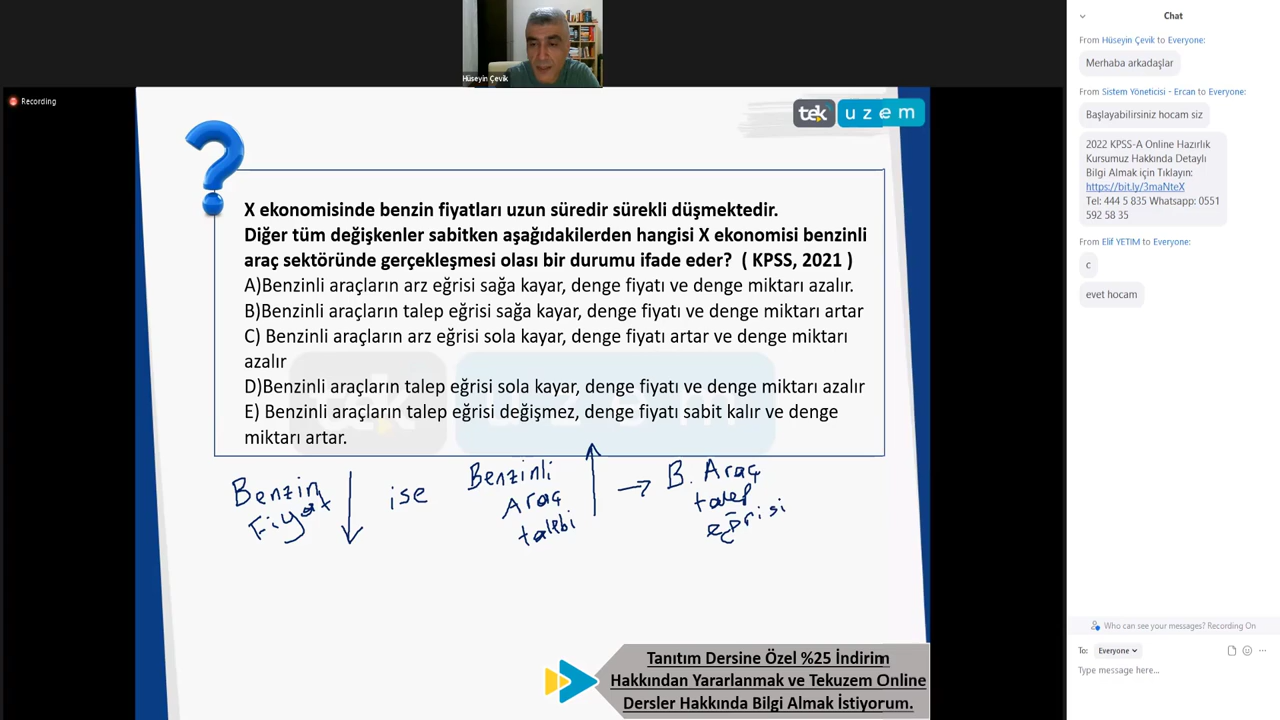 Hüseyin Çevik
Recording
tek uzem
X ekonomisinde benzin fiyatları uzun süredir sürekli düşmektedir.
Diğer tüm değişkenler sabitken aşağıdakilerden hangisi X ekonomisi benzinli
araç sektöründe gerçekleşmesi olası bir durumu ifade eder? ( KPSS, 2021 )
A)Benzinli araçların arz eğrisi sağa kayar, denge fiyatı ve denge miktarı azalır.
B)Benzinli araçların talep eğrisi sağa kayar, denge fiyatı ve denge miktarı artar
C) Benzinli araçların arz eğrisi sola kayar, denge fiyatı artar ve denge miktarı
azalır
D)Benzinli araçların talep eğrisi sola kayar, denge fiyatı ve denge miktarı azalır
E) Benzinli araçların talep eğrisi değişmez, denge fiyatı sabit kalır ve denge
miktarı artar.
tek uzem
Benzin
Fiyat
ise
Benzinli
Araç
talebi
B. Araç
talep
eğrisi
Tanıtım Dersine Özel %25 İndirim
Hakkından Yararlanmak ve Tekuzem Online
Dersler Hakkında Bilgi Almak İstiyorum.
Chat
From Hüseyin Çevik to Everyone:
Merhaba arkadaşlar
From Sistem Yöneticisi - Ercan to Everyone:
Başlayabilirsiniz hocam siz
2022 KPSS-A Online Hazırlık
Kursumuz Hakkında Detaylı
Bilgi Almak için Tıklayın:
https://bit.ly/3maNteX
Tel: 444 5 835 Whatsapp: 0551
592 58 35
From Elif YETIM to Everyone:
c
evet hocam
Who can see your messages? Recording On
To: Everyone
Type message here...